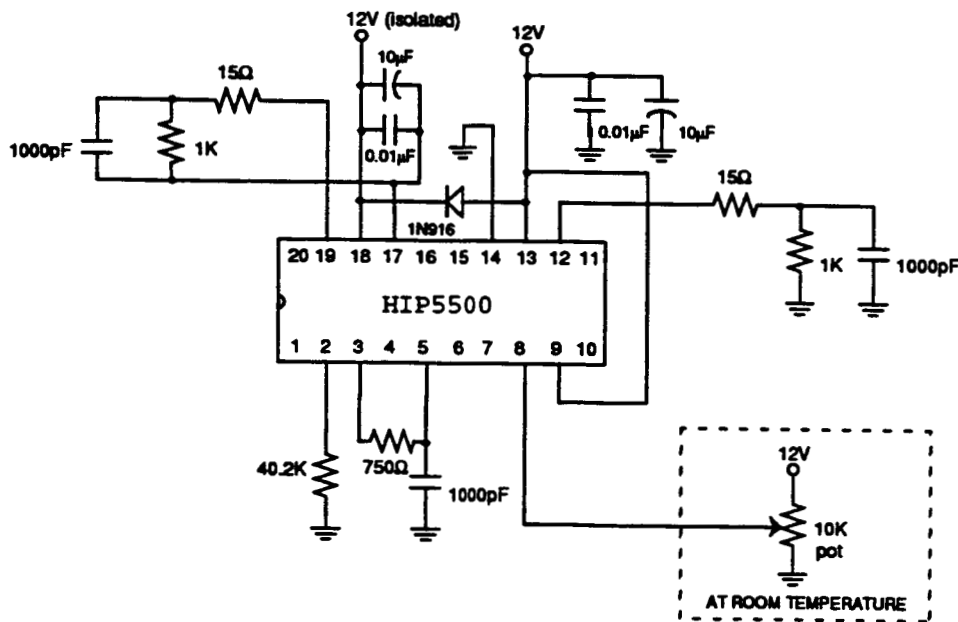 12V (isolated)
12V
10µF
15Ω
1000pF
1K
0.01µF
0.01µF
10µF
15Ω
1N916
1K
1000pF
20 19 18 17 16 15 14 13 12 11
HIP5500
1 2 3 4 5 6 7 8 9 10
40.2K
750Ω
1000pF
12V
10K
pot
AT ROOM TEMPERATURE